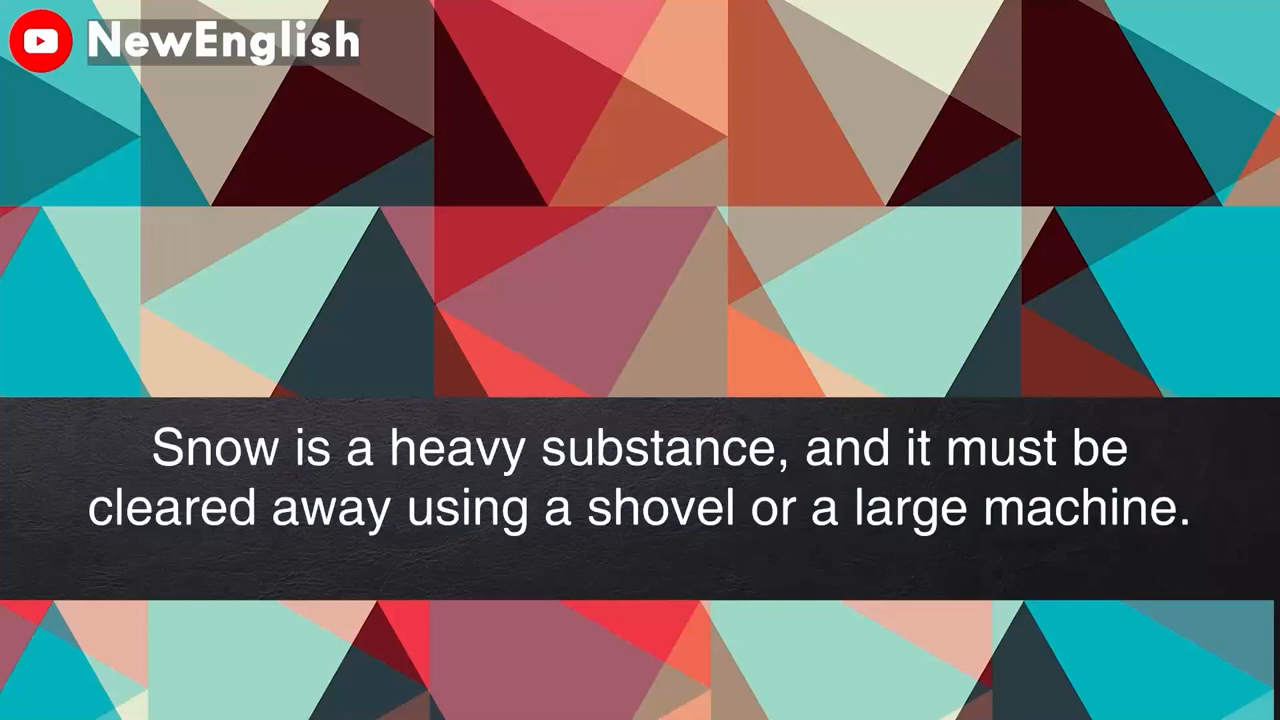 NewEnglish
Snow is a heavy substance, and it must be
cleared away using a shovel or a large machine.